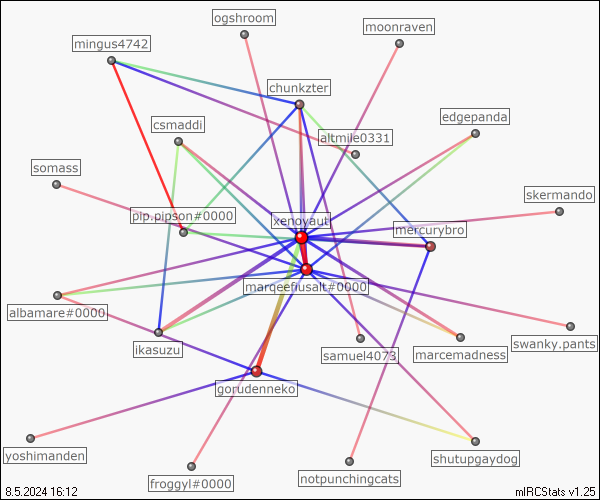 ogshroom
moonraven
mingus4742
chunkzter
edgepanda
csmaddi
altmile0331
somass
skermando
pip.pipson#0000
xenoyaut
mercurybro
marqeefusalt#0000
albamare#0000
swanky.pants
ikasuzu
samuel4073
marcemadness
gorudenneko
yoshimanden
shutupgaydog
froggyl#0000
notpunchingcats
8.5.2024 16:12
mIRCStats v1.25